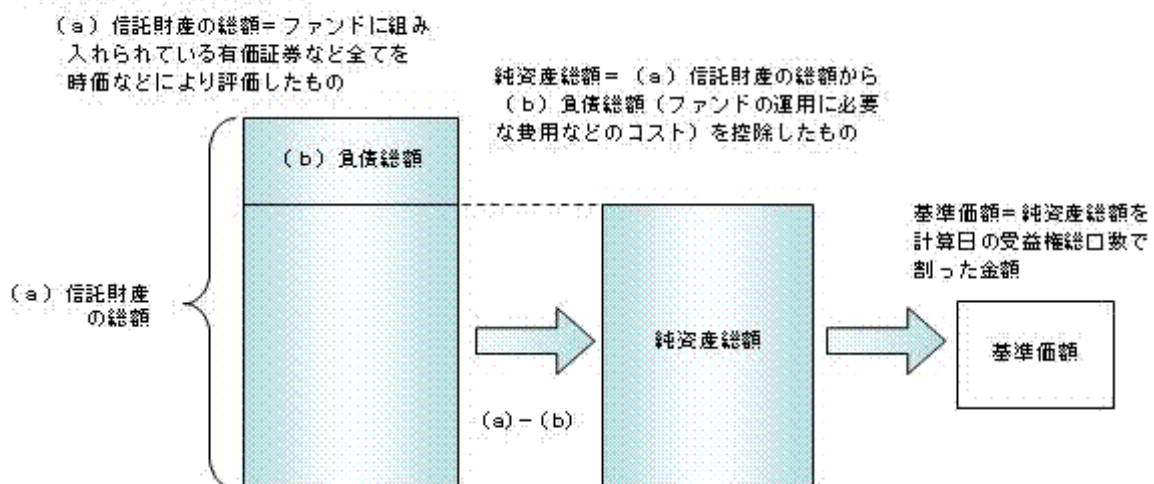 （a）信託財産の総額＝ファンドに組み
入れられている有価証券など全てを
時価などにより評価したもの
純資産総額＝（a）信託財産の総額から
（b）負債総額（ファンドの運用に必要
な費用などのコスト）を控除したもの
（b）負債総額
基準価額＝純資産総額を
計算日の受益権総口数で
割った金額
（a）信託財産
の総額
純資産総額
基準価額
(a)－(b)